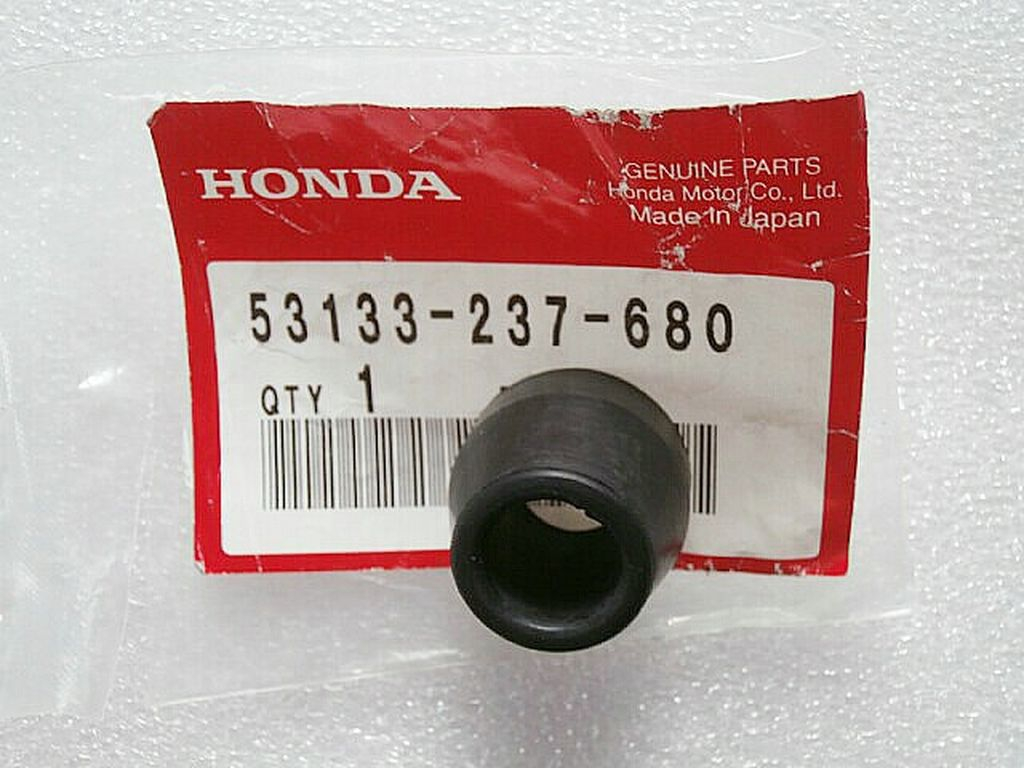 HONDA
GENUINE PARTS
Honda Motor Co., Ltd.
Made In Japan
53133-237-680
QTY 1